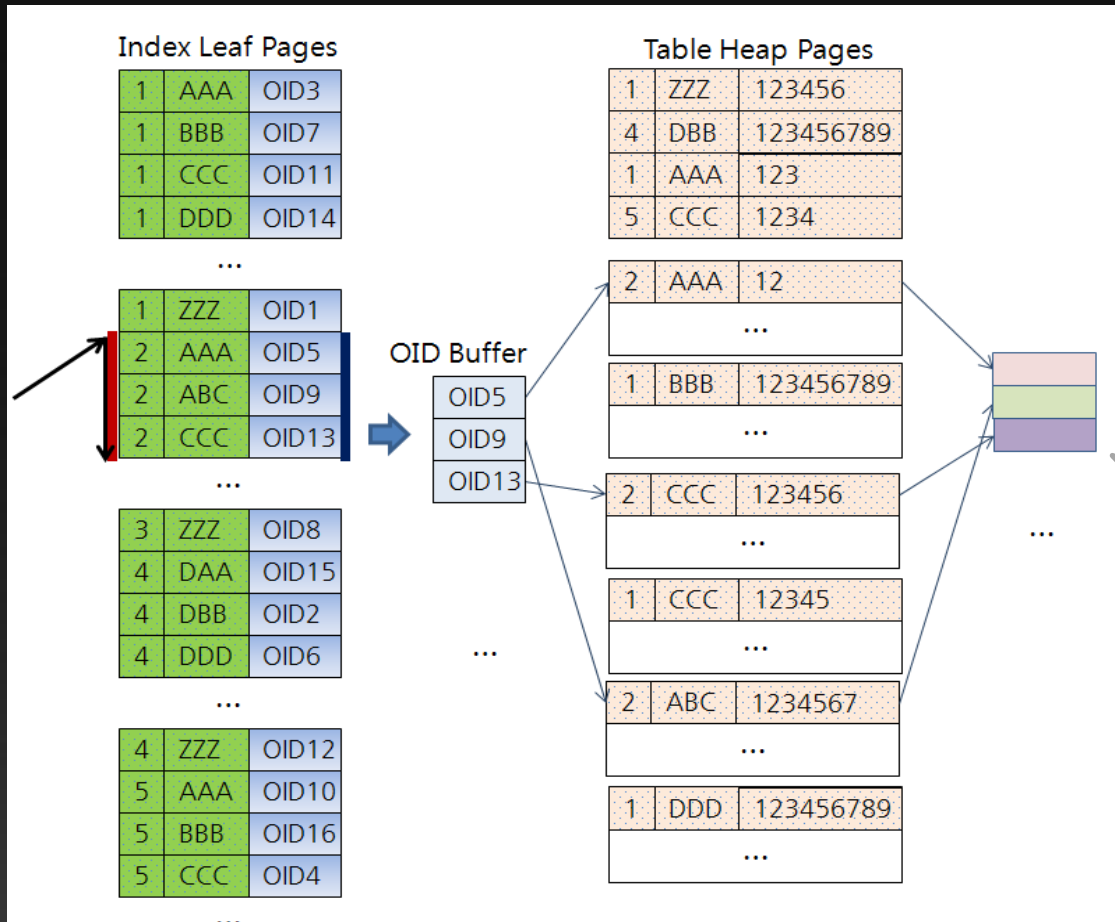 Index Leaf Pages
1 AAA OID3
1 BBB OID7
1 CCC OID11
1 DDD OID14
...
1 ZZZ OID1
2 AAA OID5
2 ABC OID9
2 CCC OID13
...
3 ZZZ OID8
4 DAA OID15
4 DBB OID2
4 DDD OID6
...
4 ZZZ OID12
5 AAA OID10
5 BBB OID16
5 CCC OID4
...
OID Buffer
OID5
OID9
OID13
...
Table Heap Pages
1 ZZZ 123456
4 DBB 123456789
1 AAA 123
5 CCC 1234
2 AAA 12
...
1 BBB 123456789
...
2 CCC 123456
...
1 CCC 12345
...
2 ABC 1234567
...
1 DDD 123456789
...
...